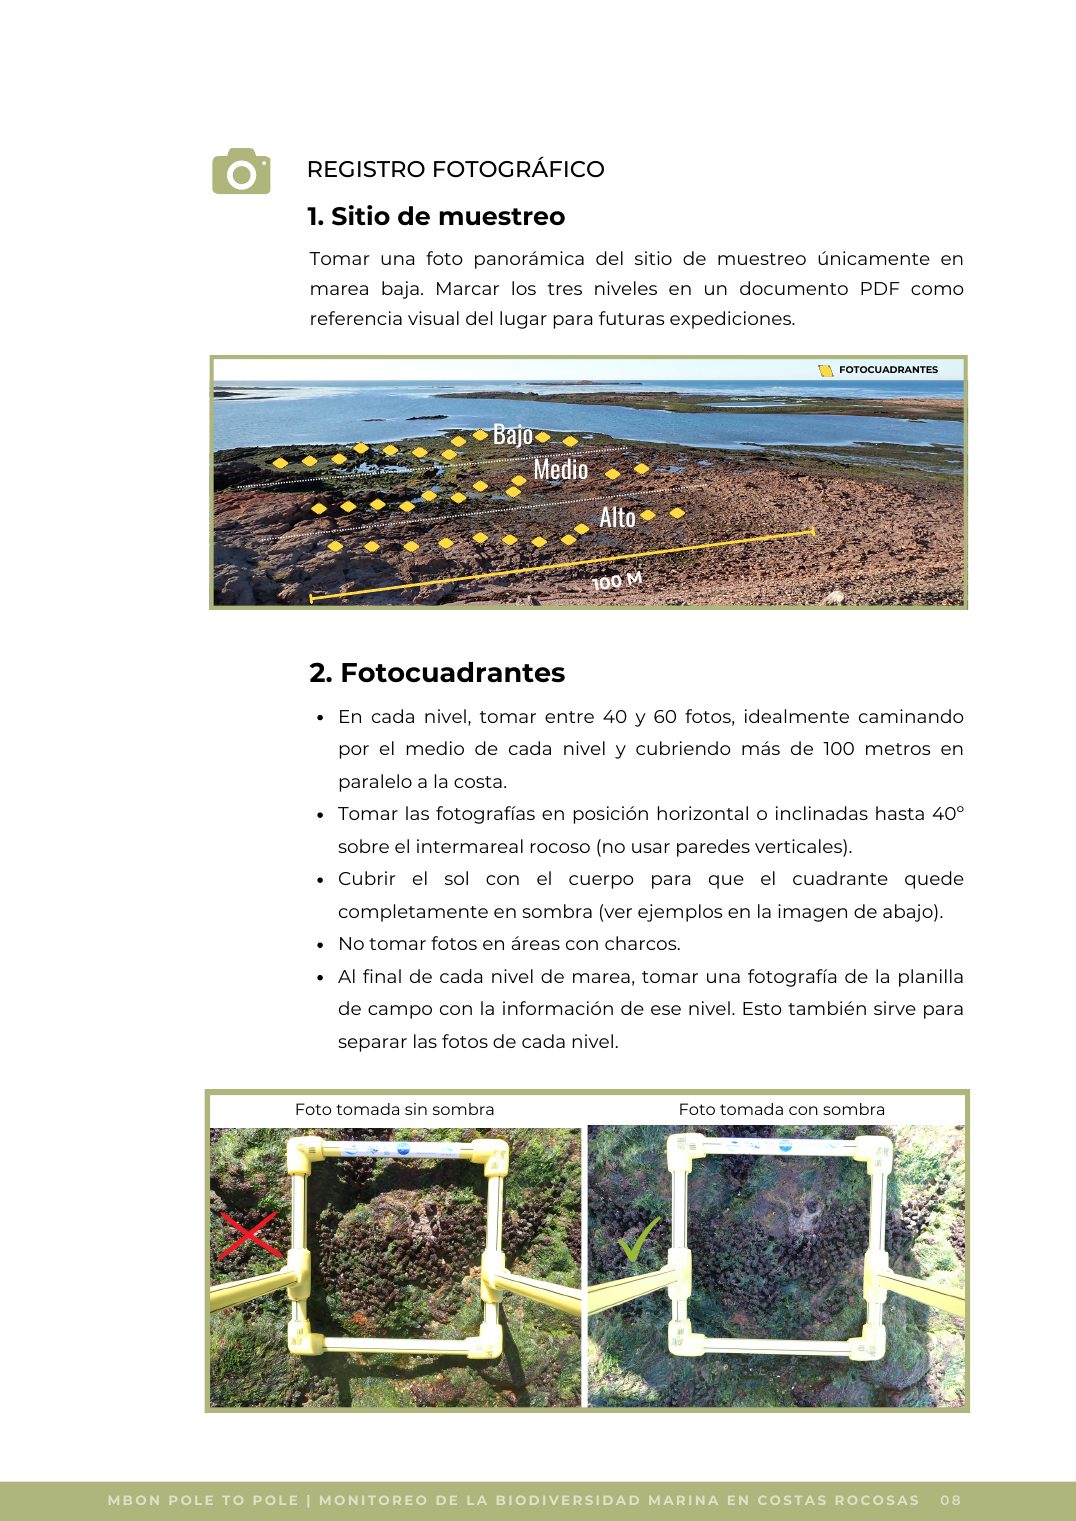 REGISTRO FOTOGRÁFICO
1. Sitio de muestreo
Tomar una foto panorámica del sitio de muestreo únicamente en
marea baja. Marcar los tres niveles en un documento PDF como
referencia visual del lugar para futuras expediciones.
FOTOCUADRANTES
Bajo
Medio
Alto
100 M
2. Fotocuadrantes
• En cada nivel, tomar entre 40 y 60 fotos, idealmente caminando
por el medio de cada nivel y cubriendo más de 100 metros en
paralelo a la costa.
• Tomar las fotografías en posición horizontal o inclinadas hasta 40°
sobre el intermareal rocoso (no usar paredes verticales).
• Cubrir el sol con el cuerpo para que el cuadrante quede
completamente en sombra (ver ejemplos en la imagen de abajo).
• No tomar fotos en áreas con charcos.
• Al final de cada nivel de marea, tomar una fotografía de la planilla
de campo con la información de ese nivel. Esto también sirve para
separar las fotos de cada nivel.
Foto tomada sin sombra
Foto tomada con sombra
MBON POLE TO POLE | MONITOREO DE LA BIODIVERSIDAD MARINA EN COSTAS ROCOSAS 08